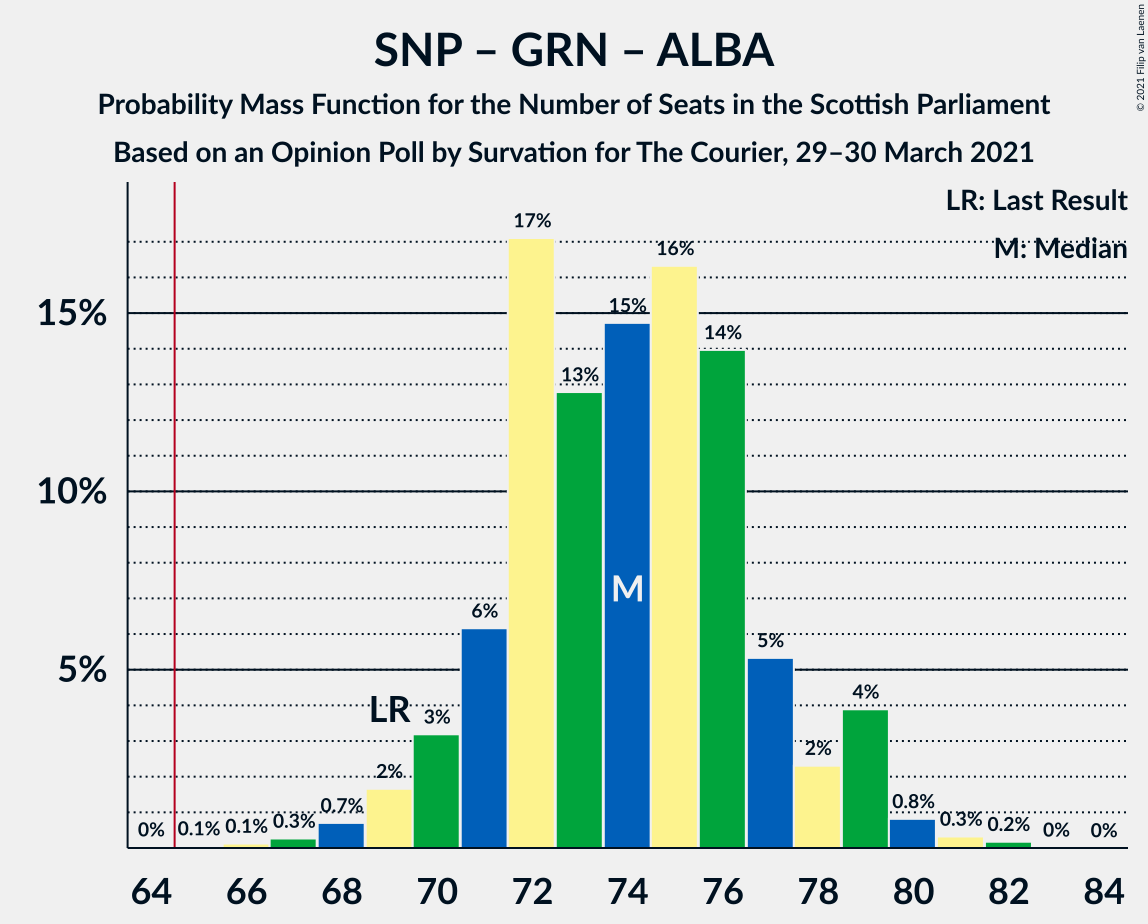 SNP – GRN – ALBA
Probability Mass Function for the Number of Seats in the Scottish Parliament
Based on an Opinion Poll by Survation for The Courier, 29–30 March 2021
© 2021 Filip van Laenen
LR: Last Result
M: Median
15%
10%
5%
0%
0.1%
0.1%
0.3%
0.7%
2%
LR
3%
6%
17%
13%
15%
M
16%
14%
5%
2%
4%
0.8%
0.3%
0.2%
0%
0%
64 66 68 70 72 74 76 78 80 82 84